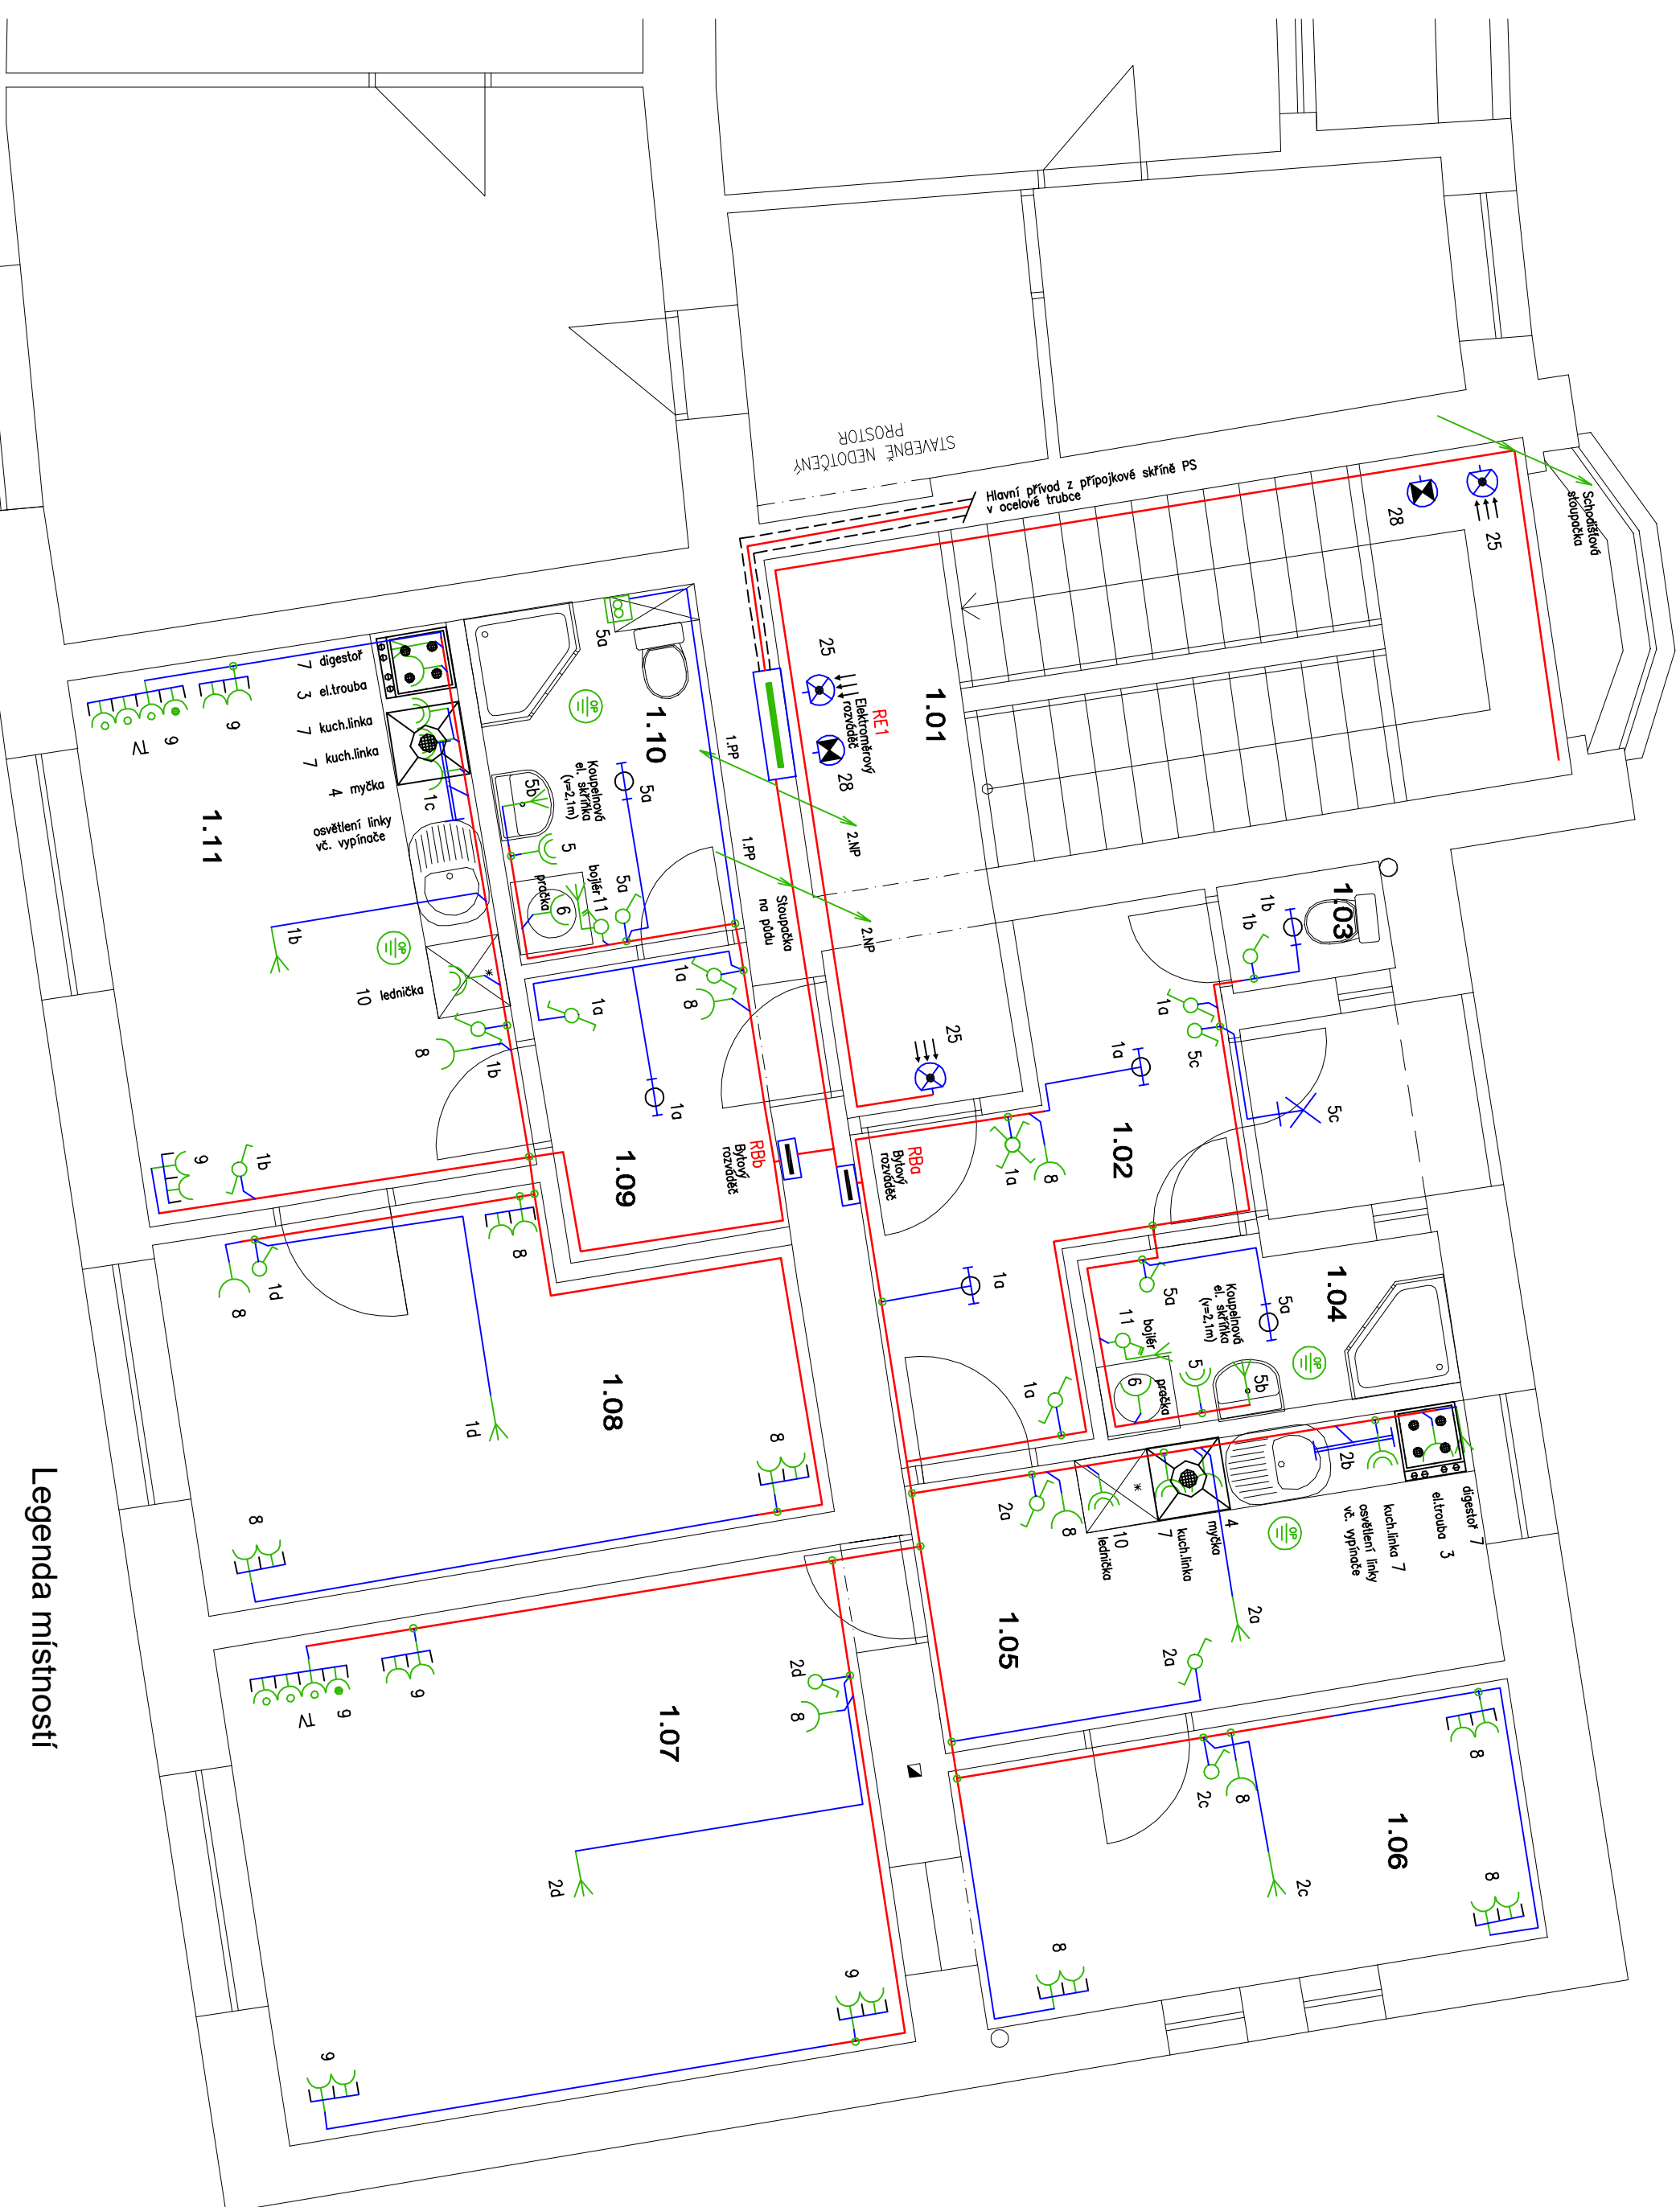 STAVEBNĚ NEDOTČENÝ
PROSTOR
Hlavní přívod z přípojkové skříně PS
v ocelové trubce
Schodišťová
stoupačka
25
28
1.01
25
RE1
Elektroměrový
rozváděč
28
25
1.PP
2.NP
1.PP
2.NP
Stoupačka
na půdu
1.03
1b
1b
1a
5c
5c
1a
1.02
1a
8
RBa
Bytový
rozváděč
RBb
Bytový
rozváděč
1a
1a
1.04
5a
5a
Koupelnová
el. skříňka
(v=2,1m)
11
bojlér
5
5b
6
pračka
OP
digestoř 7
el.trouba 3
kuch.linka 7
osvětlení linky
vč. vypínače
2b
OP
4
myčka
kuch.linka
7
10
lednička
2a
8
2a
2a
1.05
1.06
8
8
8
2c
8
2c
1.07
2d
8
2d
9
TV
9
9
9
1.08
1d
8
1d
8
8
8
1.09
1a
1a
1a
8
1.10
5a
5a
5a
Koupelnová
el. skříňka
(v=2,1m)
5b
5
bojlér 11
pračka
6
OP
1.11
7 digestoř
3 el.trouba
7 kuch.linka
7 kuch.linka
4 myčka
osvětlení linky
vč. vypínače
1c
1b
OP
10 lednička
8
1b
9
9
TV
9
1b
Legenda místností